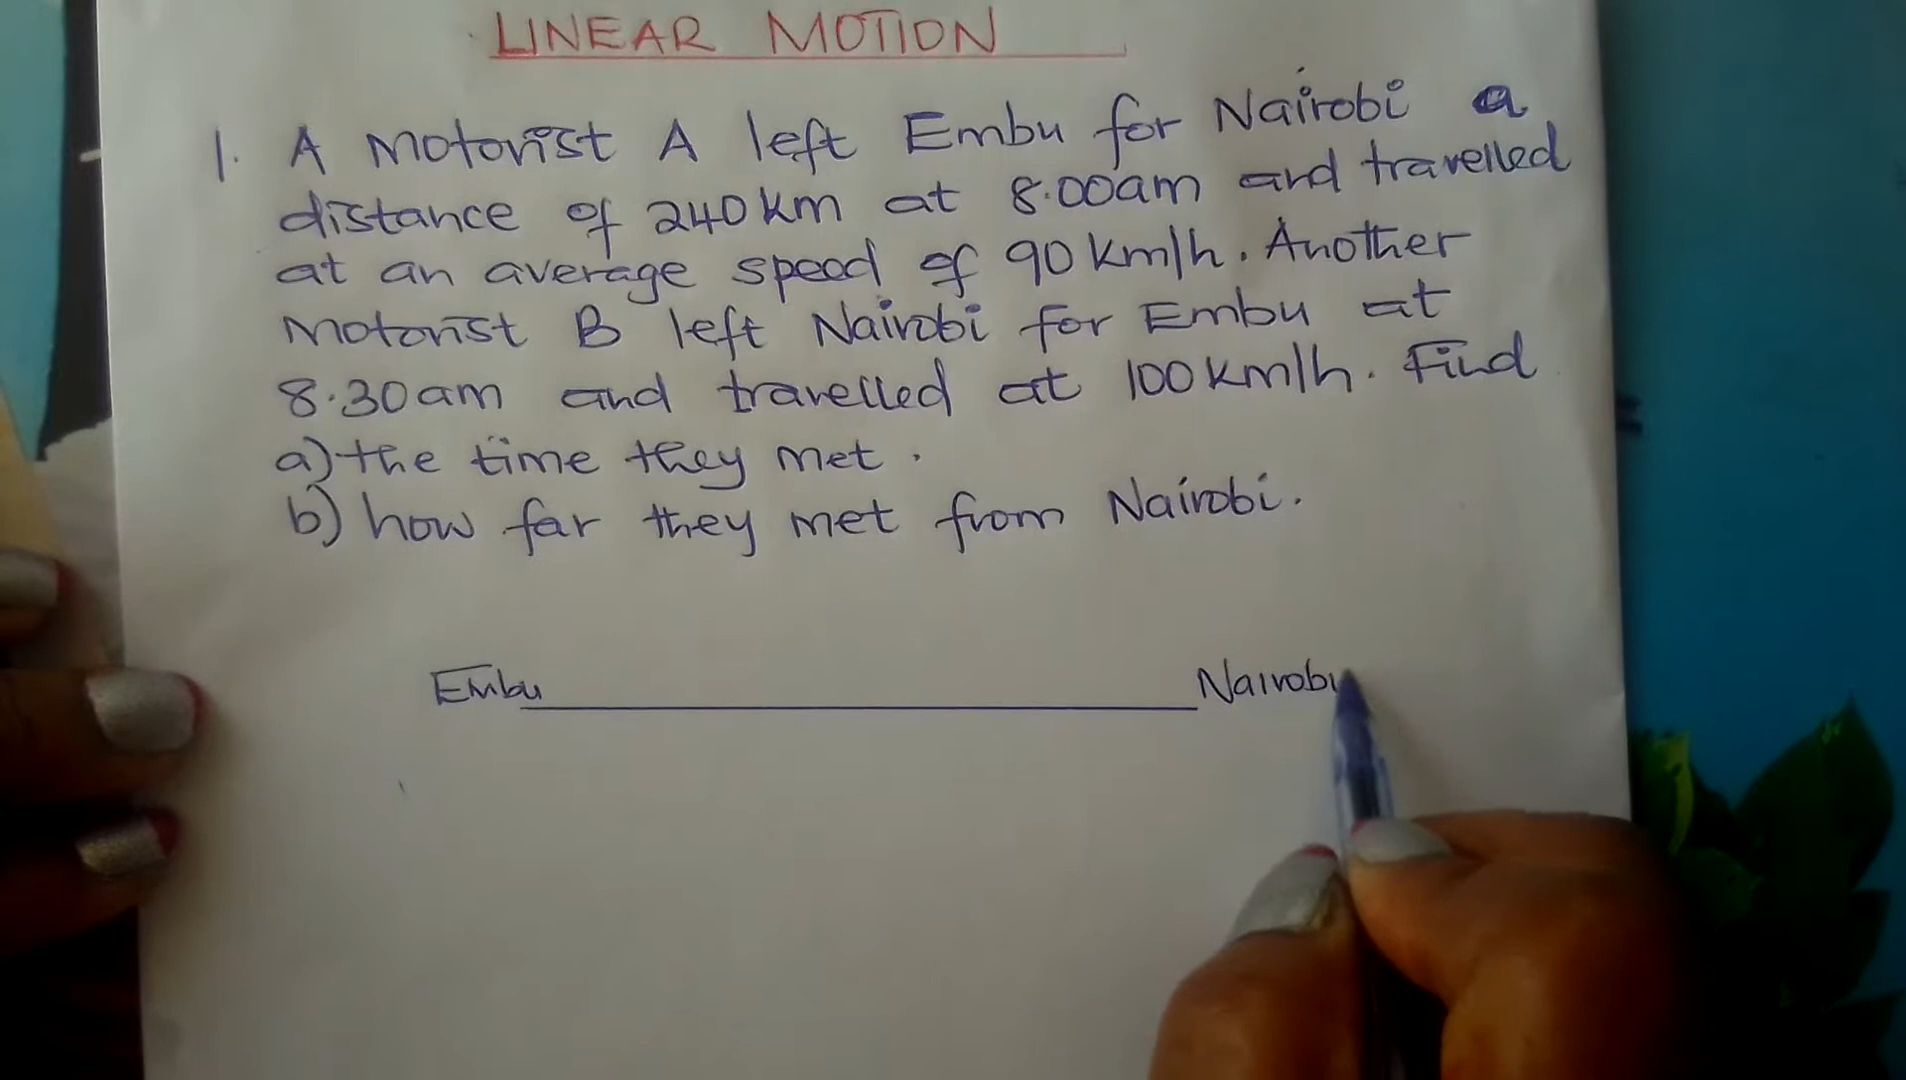 LINEAR MOTION
1. A Motorist A left Embu for Nairobi a
distance of 240km at 8.00am and travelled
at an average speed of 90km/h. Another
Motorist B left Nairobi for Embu at
8.30am and travelled at 100km/h. Find
a) the time they met.
b) how far they met from Nairobi.
Embu Nairobi